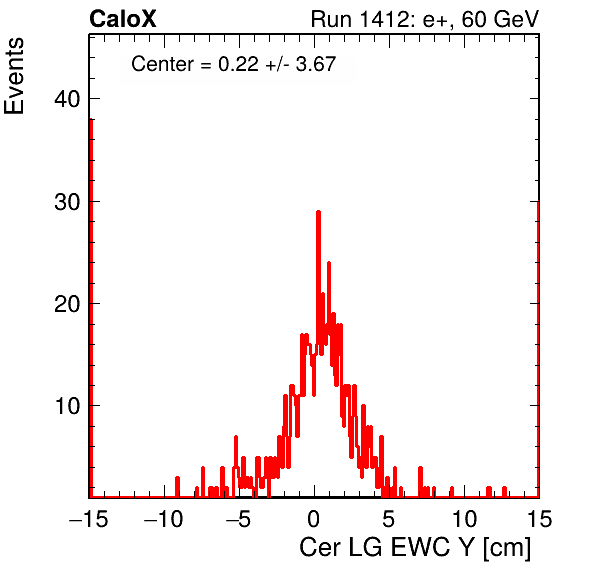 CaloX Run 1412: e+, 60 GeV
Center = 0.22 +/- 3.67
Events
40
30
20
10
−15 −10 −5 0 5 10 15
Cer LG EWC Y [cm]